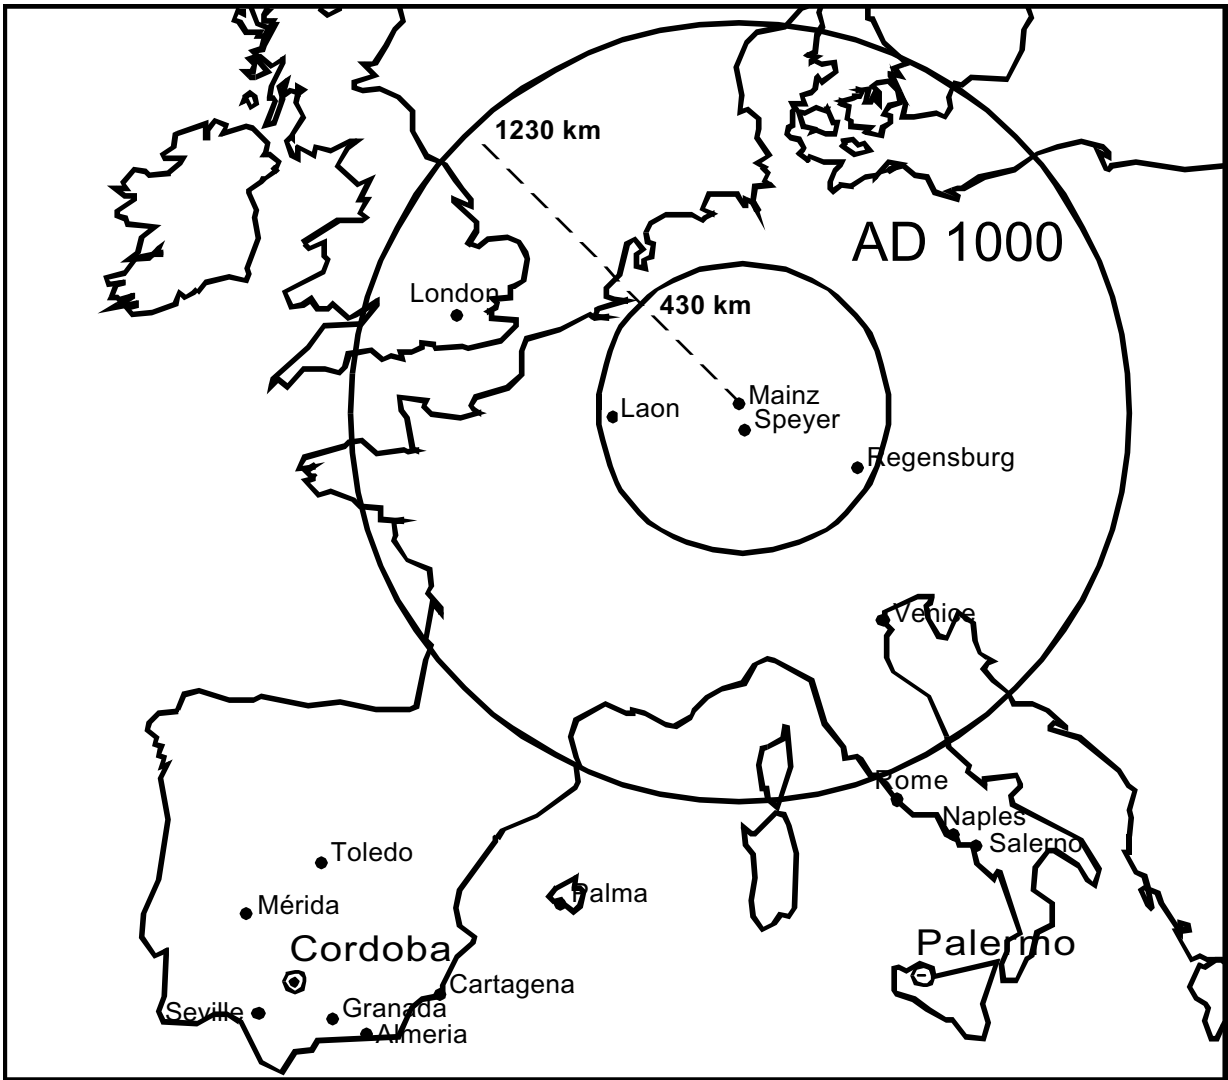 1230 km
AD 1000
London
430 km
Mainz
Laon
Speyer
Regensburg
Venice
Rome
Naples
Salerno
Toledo
Palma
Mérida
Palermo
Cordoba
Cartagena
Granada
Seville
Almeria